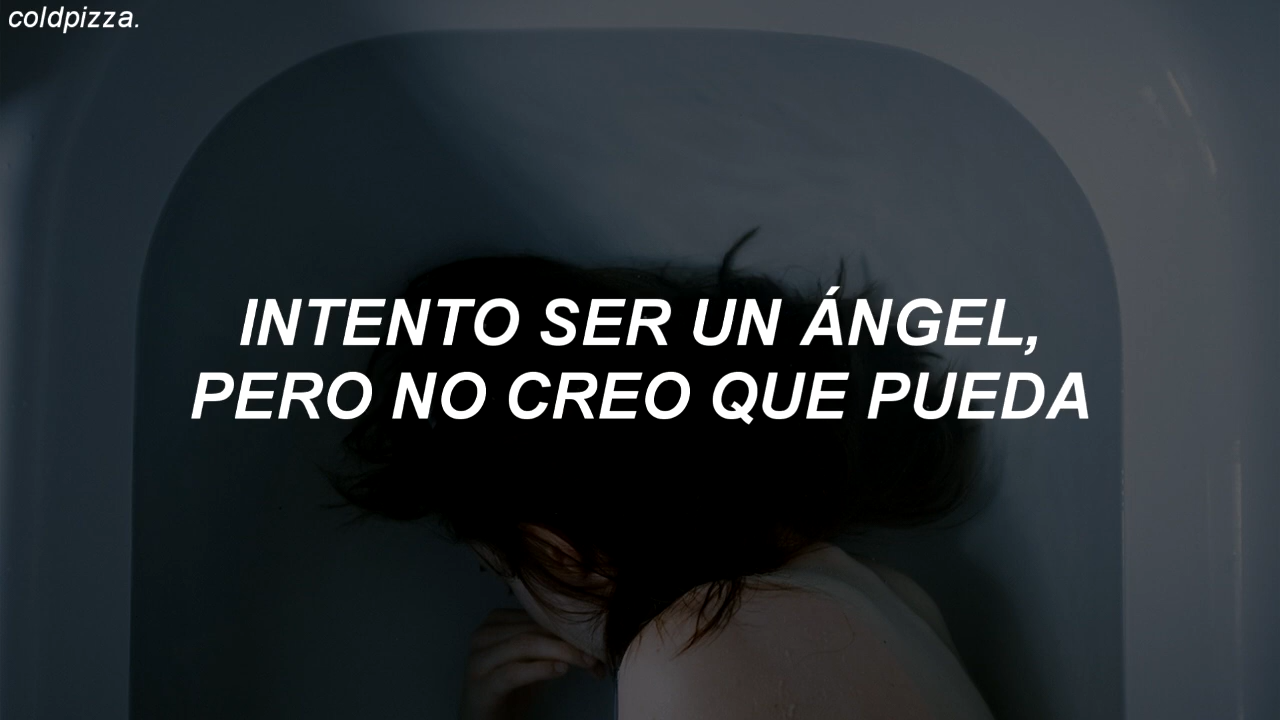 coldpizza.
INTENTO SER UN ÁNGEL,
PERO NO CREO QUE PUEDA